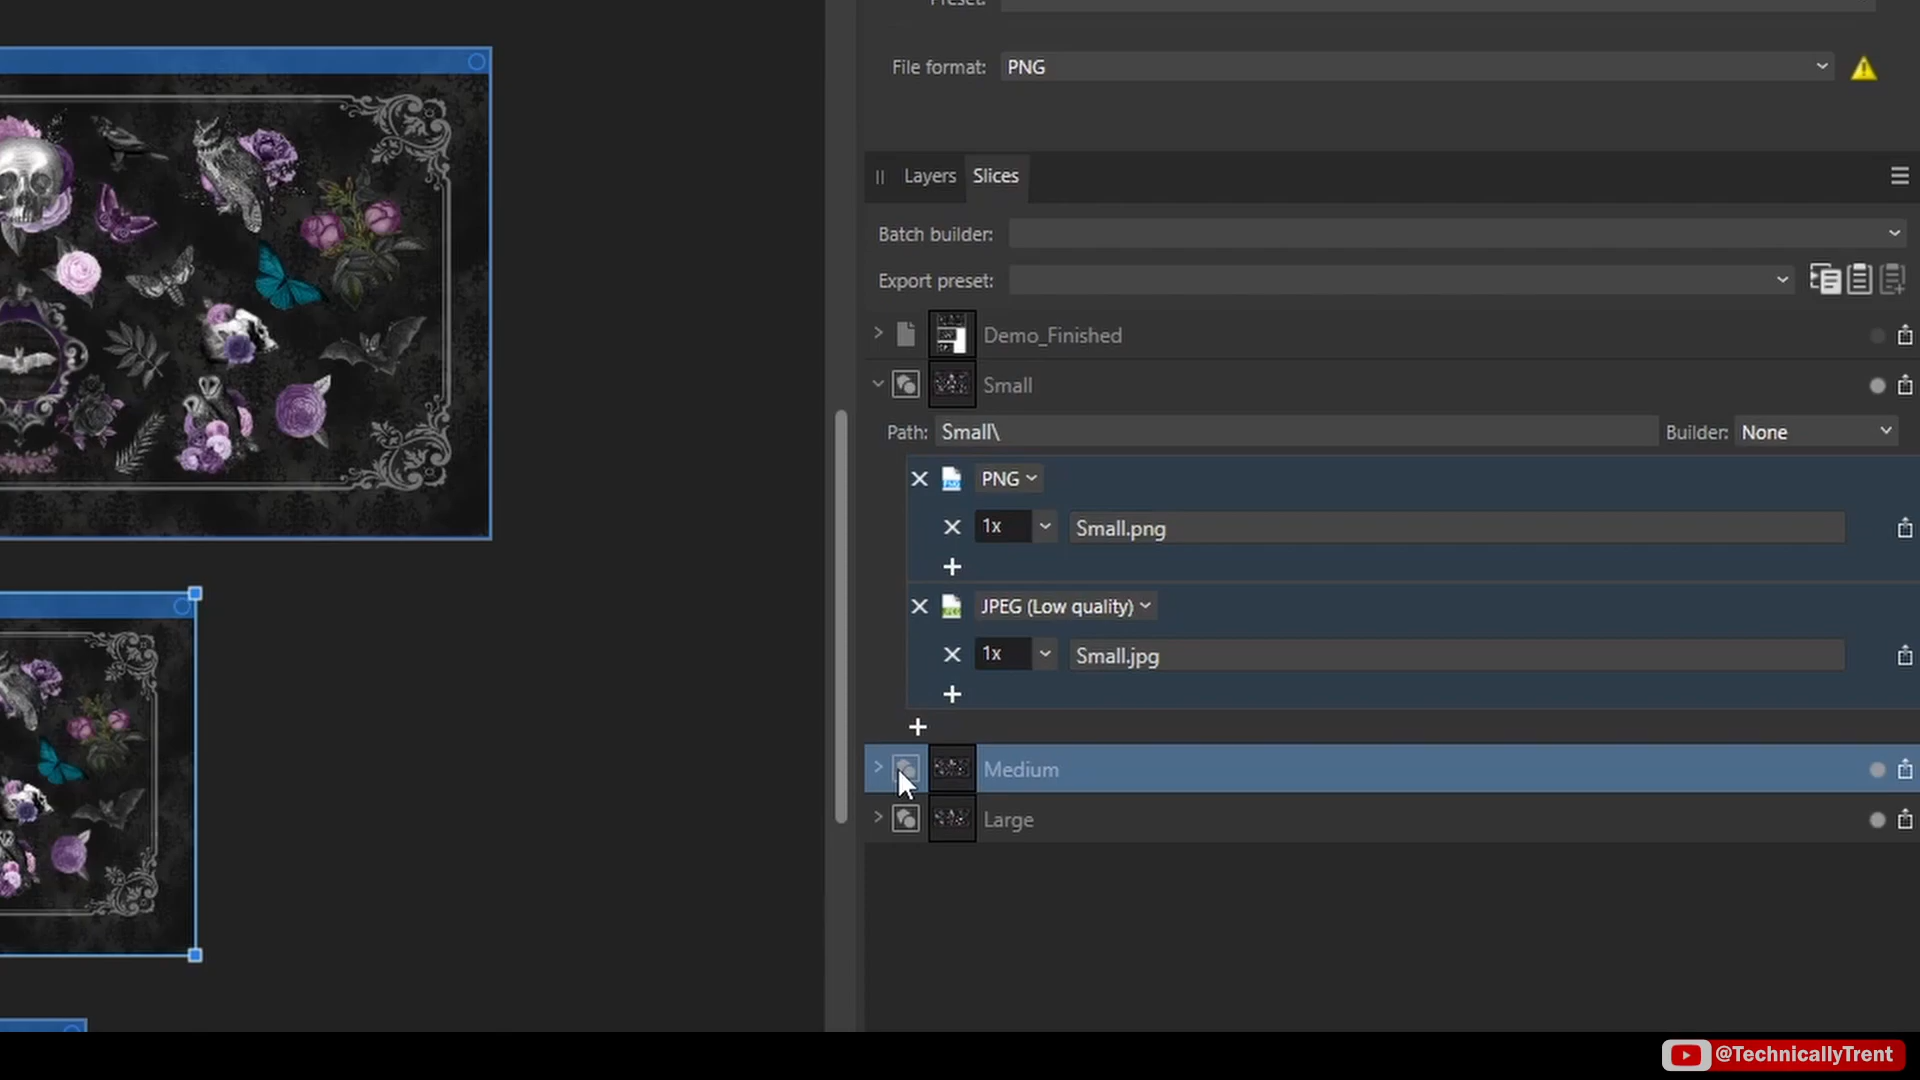 File format: PNG
Layers Slices
Batch builder:
Export preset:
Demo_Finished
Small
Path: Small\ Builder: None
PNG
1x Small.png
JPEG (Low quality)
1x Small.jpg
Medium
Large
@TechnicallyTrent